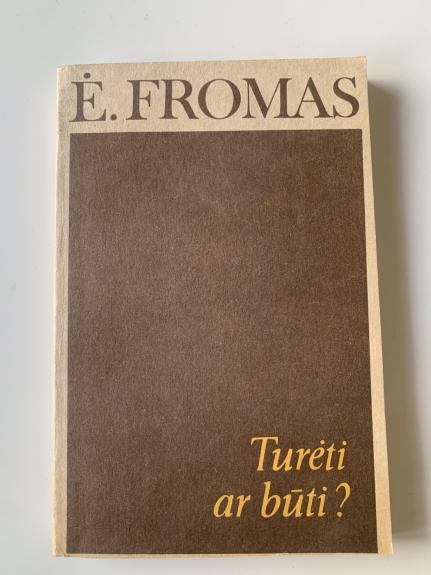 Ė. FROMAS
Turėti
ar būti?